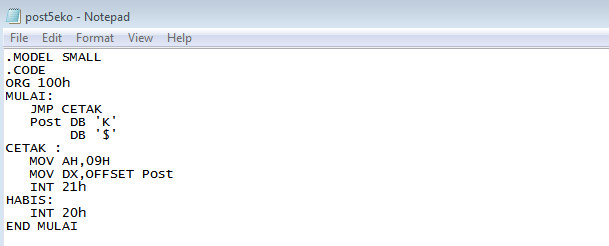 post5eko - Notepad
File Edit Format View Help
.MODEL SMALL
.CODE
ORG 100h
MULAI:
   JMP CETAK
   Post DB 'K'
        DB '$'
CETAK :
   MOV AH,09H
   MOV DX,OFFSET Post
   INT 21h
HABIS:
   INT 20h
END MULAI